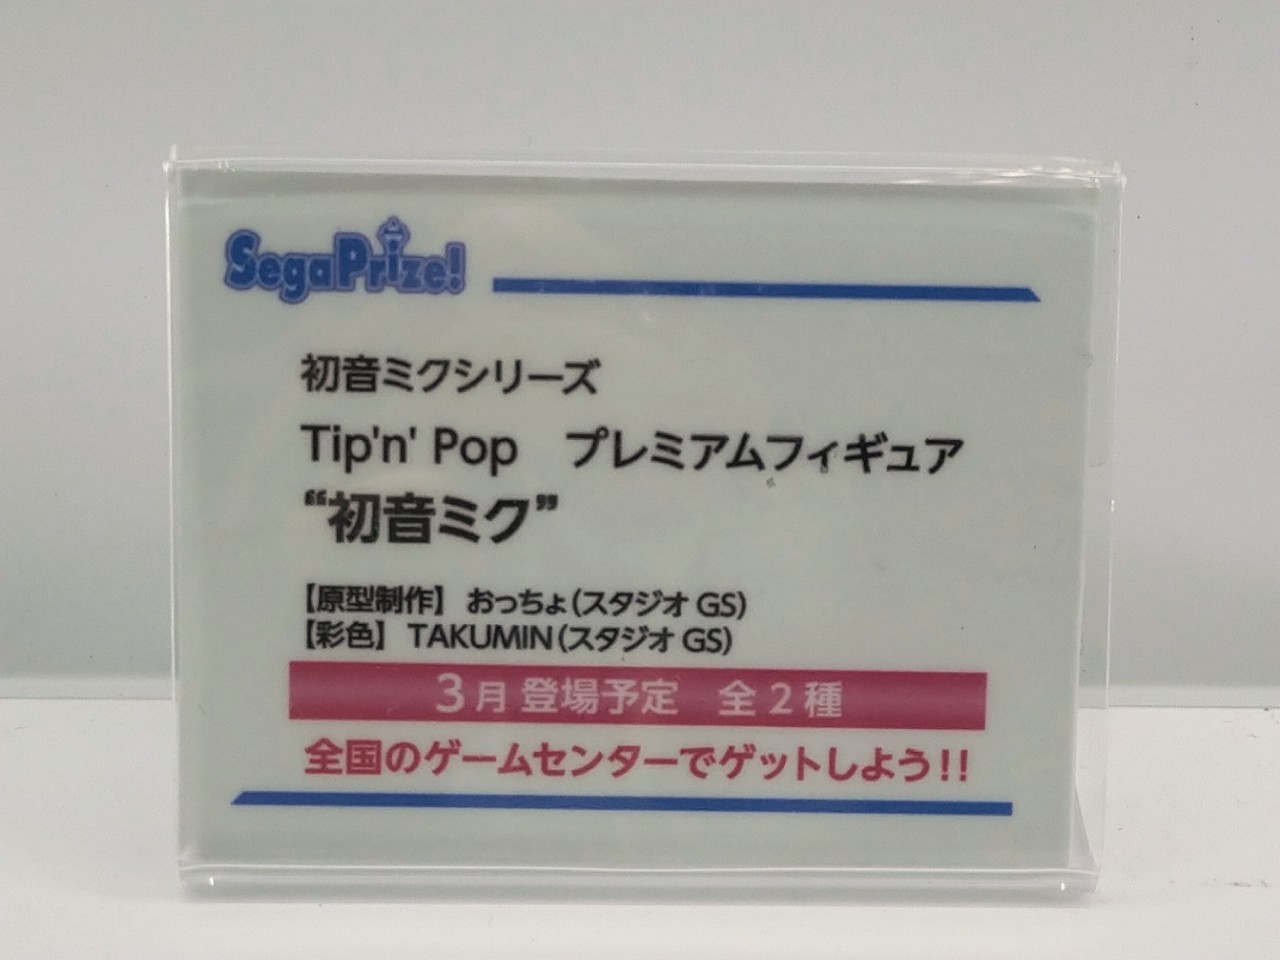 SegaPrize!
初音ミクシリーズ
Tip'n' Pop　プレミアムフィギュア
“初音ミク”
【原型制作】 おっちょ(スタジオ GS)
【彩色】 TAKUMIN(スタジオ GS)
3月 登場予定　全 2 種
全国のゲームセンターでゲットしよう!!